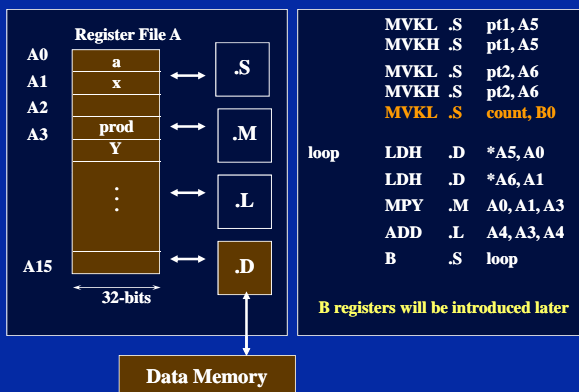 Register File A
A0
a
A1
x
A2
A3
prod
Y
A15
32-bits
.S
.M
.L
.D
Data Memory
MVKL .S pt1, A5
MVKH .S pt1, A5
MVKL .S pt2, A6
MVKH .S pt2, A6
MVKL .S count, B0
loop LDH .D *A5, A0
LDH .D *A6, A1
MPY .M A0, A1, A3
ADD .L A4, A3, A4
B .S loop
B registers will be introduced later